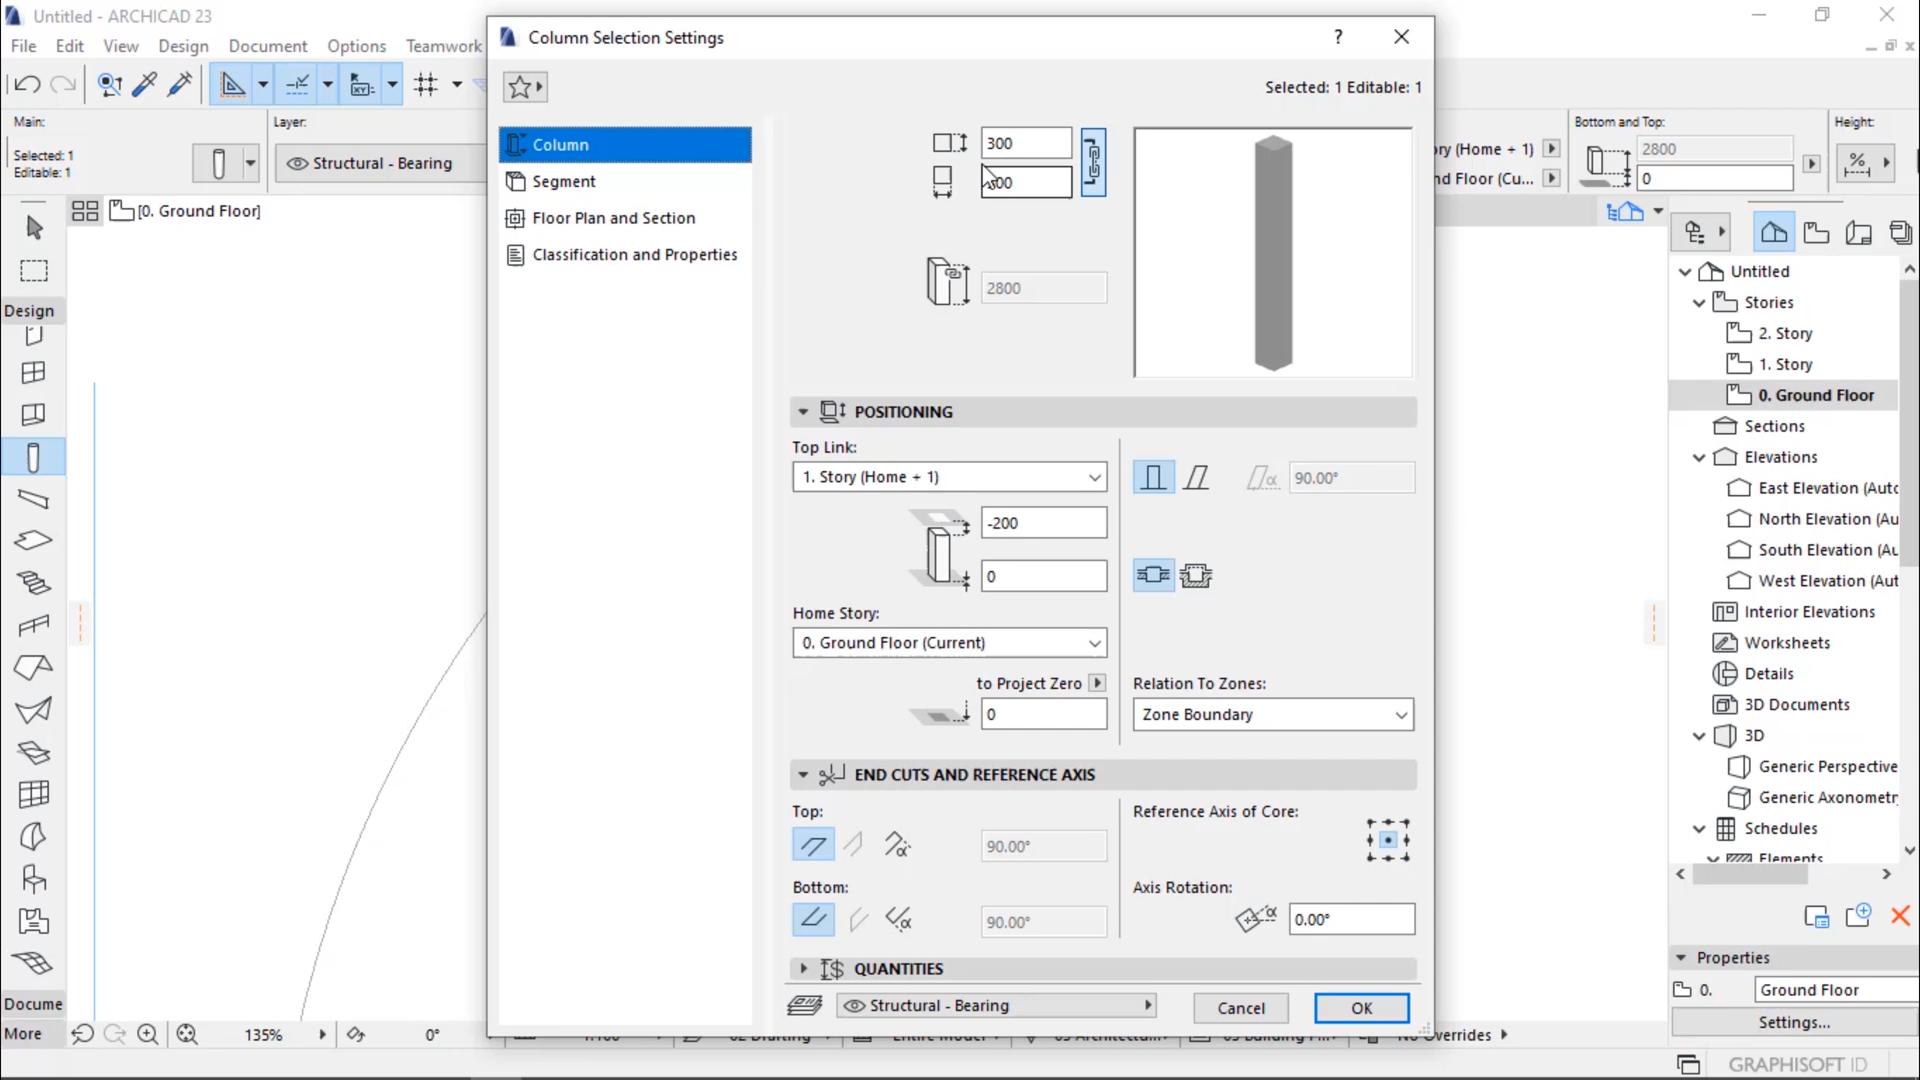 Untitled - ARCHICAD 23
File Edit View Design Document Options Teamwork
Main:
Layer:
Selected: 1
Editable: 1
Structural - Bearing
[0. Ground Floor]
Design
Docume
More
135%
0°
Column Selection Settings
?
Selected: 1 Editable: 1
Column
Segment
Floor Plan and Section
Classification and Properties
300
2800
POSITIONING
Top Link:
1. Story (Home + 1)
90.00°
-200
0
Home Story:
0. Ground Floor (Current)
to Project Zero
0
Relation To Zones:
Zone Boundary
END CUTS AND REFERENCE AXIS
Top:
Reference Axis of Core:
90.00°
Bottom:
Axis Rotation:
90.00°
0.00°
QUANTITIES
Structural - Bearing
Cancel
OK
Bottom and Top:
Height:
ry (Home + 1)
2800
nd Floor (Cu...
0
Untitled
Stories
2. Story
1. Story
0. Ground Floor
Sections
Elevations
East Elevation (Autc
North Elevation (Au
South Elevation (Au
West Elevation (Aut
Interior Elevations
Worksheets
Details
3D Documents
3D
Generic Perspective
Generic Axonometr
Schedules
Elements
Properties
0.
Ground Floor
Settings...
Overrides
GRAPHISOFT ID